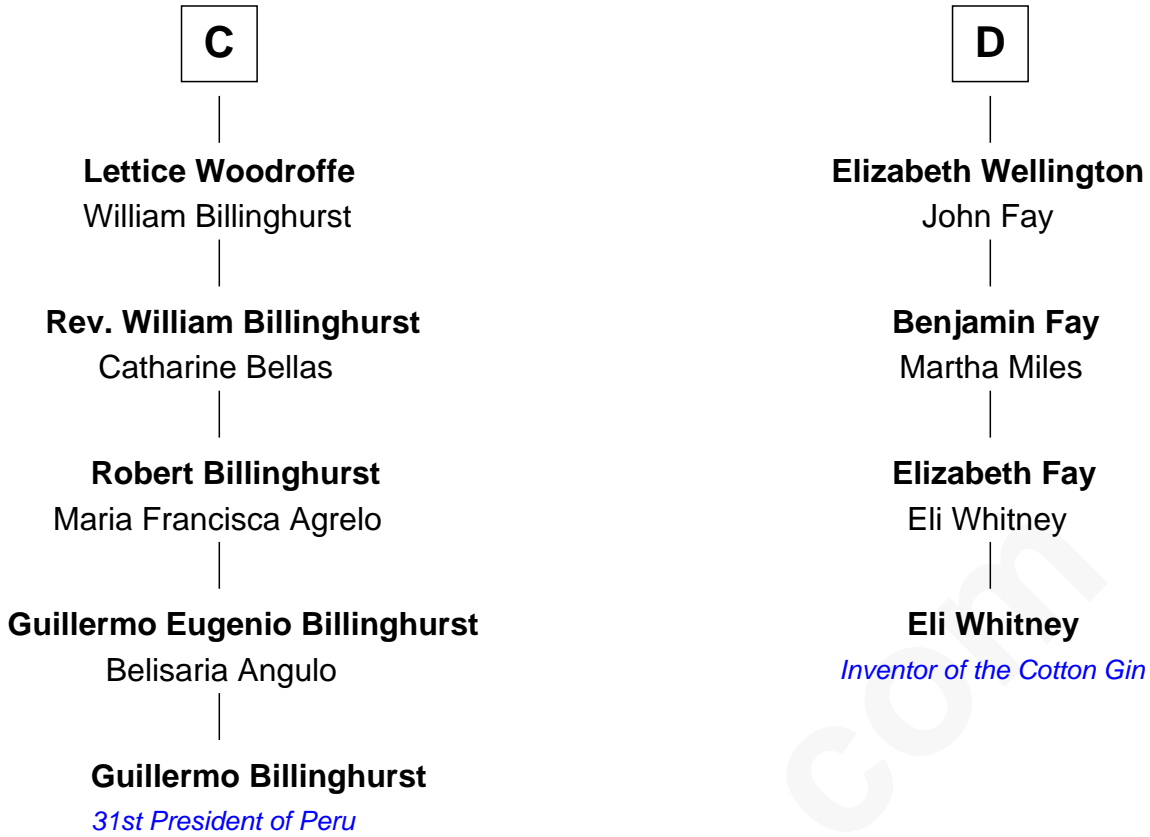 C
Lettice Woodroffe
William Billinghurst
Rev. William Billinghurst
Catharine Bellas
Robert Billinghurst
Maria Francisca Agrelo
Guillermo Eugenio Billinghurst
Belisaria Angulo
Guillermo Billinghurst
31st President of Peru
D
Elizabeth Wellington
John Fay
Benjamin Fay
Martha Miles
Elizabeth Fay
Eli Whitney
Eli Whitney
Inventor of the Cotton Gin
com